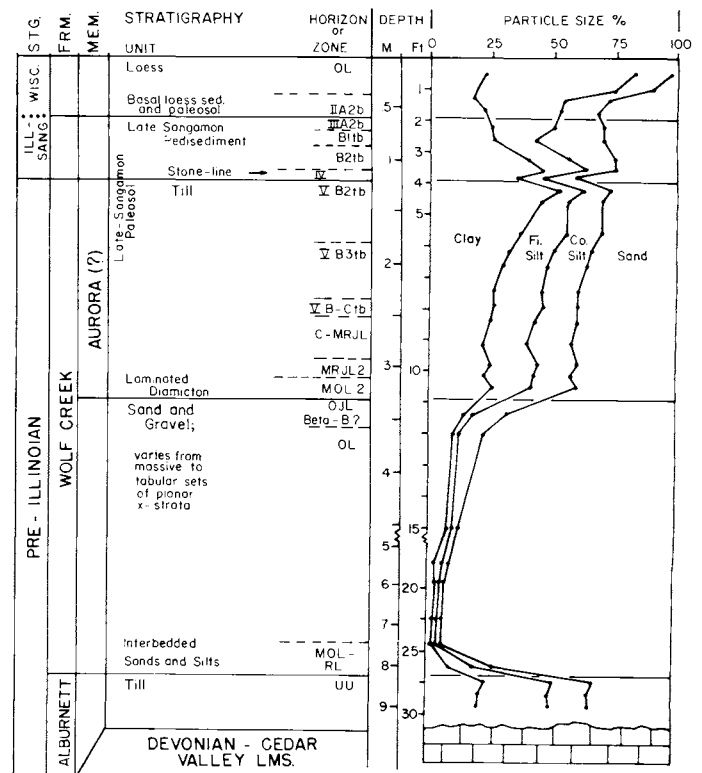 STG.
FRM.
MEM.
STRATIGRAPHY
UNIT
HORIZON
or
ZONE
DEPTH
M Ft
PARTICLE SIZE %
0 25 50 75 100
WISC.
ILL-
SANG
PRE-ILLINOIAN
WOLF CREEK
ALBURNETT
AURORA (?)
Late-Sangamon
Paleosol
Loess OL
Basal loess sed.
and paleosol IIA2b
Late Sangamon IIIA2b
Pedisediment B1tb
B2tb
Stone-line IV
Till V B2tb
V B3tb
V B-Ctb
C-MRJL
MRJL2
Laminated
Diamicton MOL 2
Sand and OJL
Gravel; Beta-B?
OL
varies from
massive to
tabular sets
of planar
x-strata
Interbedded
Sands and Silts MOL-
RL
Till UU
DEVONIAN - CEDAR
VALLEY LMS.
.5
2
3
4
5
6
8
9
1
2
3
4
5
10
15
20
25
30
Clay
Fi.
Silt
Co.
Silt
Sand